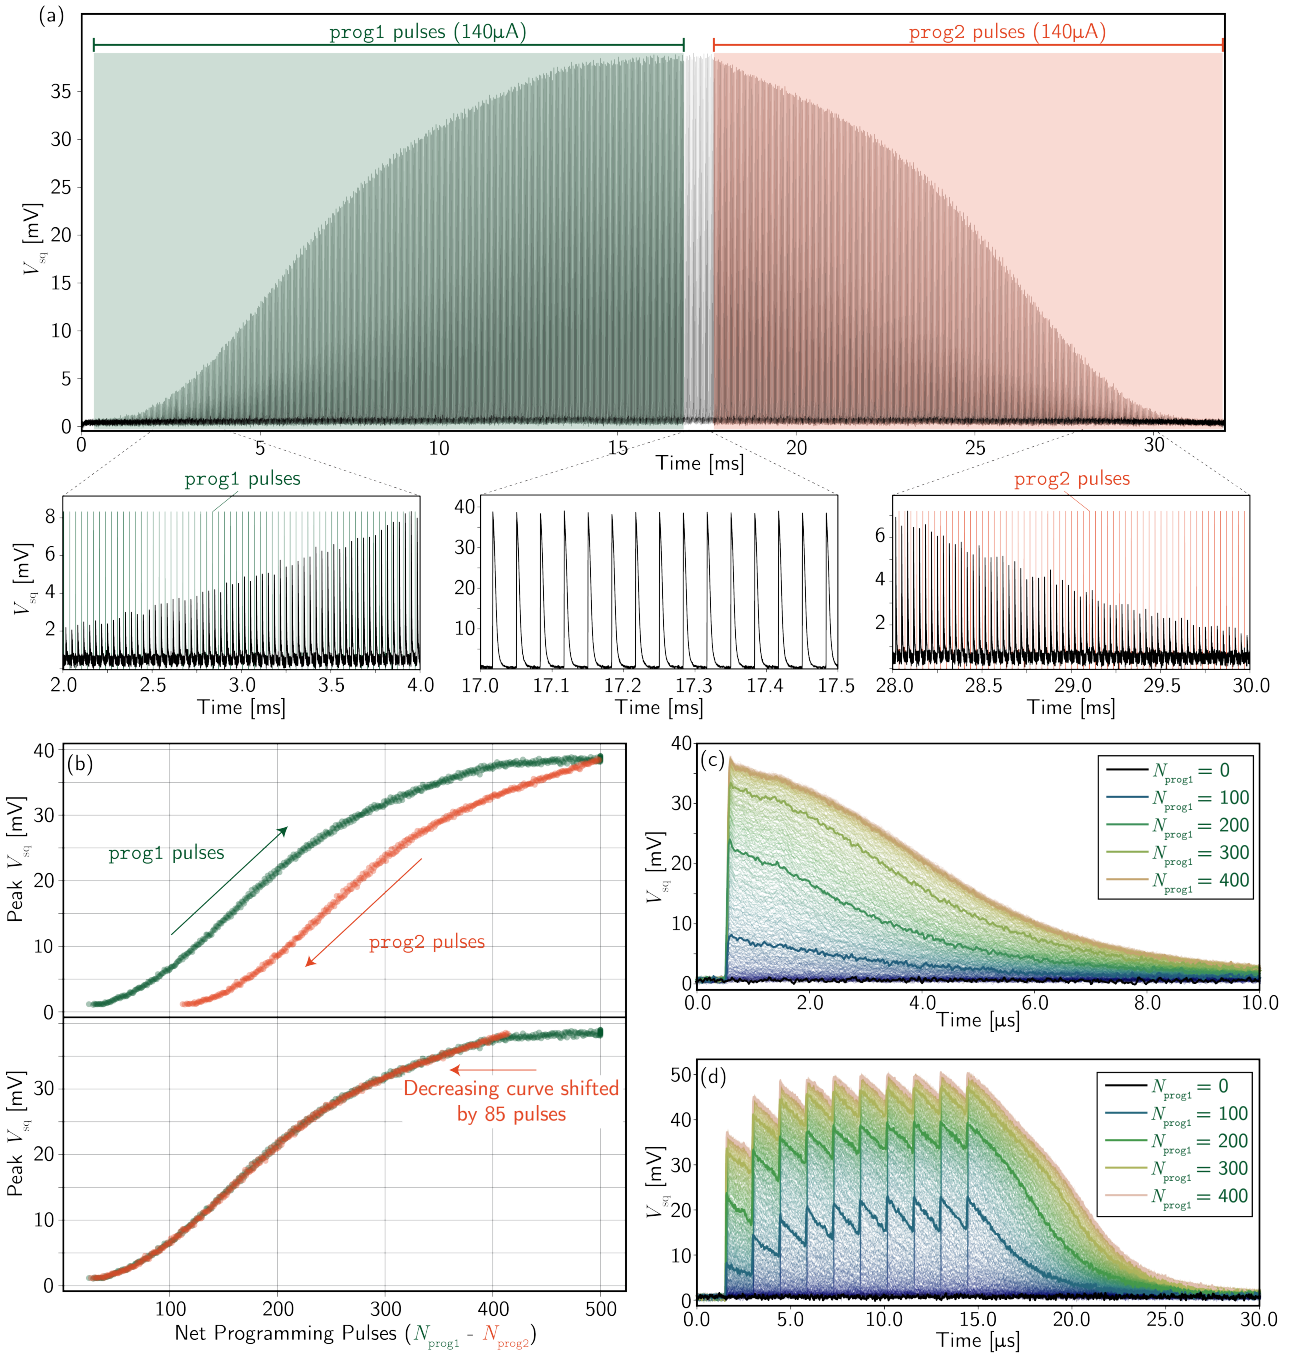 (a)
prog1 pulses (140μA)
prog2 pulses (140μA)
35
30
25
20
15
10
5
0
V_sq [mV]
0
5
10
15
20
25
30
Time [ms]
prog1 pulses
8
6
4
2
V_sq [mV]
2.0
2.5
3.0
3.5
4.0
Time [ms]
40
30
20
10
17.0
17.1
17.2
17.3
17.4
17.5
Time [ms]
prog2 pulses
6
4
2
28.0
28.5
29.0
29.5
30.0
Time [ms]
(b)
40
30
20
10
0
Peak V_sq [mV]
prog1 pulses
prog2 pulses
30
20
10
0
Peak V_sq [mV]
Decreasing curve shifted
by 85 pulses
100
200
300
400
500
Net Programming Pulses (N_prog1 - N_prog2)
(c)
40
30
20
10
0
V_sq [mV]
N_prog1 = 0
N_prog1 = 100
N_prog1 = 200
N_prog1 = 300
N_prog1 = 400
0.0
2.0
4.0
6.0
8.0
10.0
Time [μs]
(d)
50
40
30
20
10
0
V_sq [mV]
N_prog1 = 0
N_prog1 = 100
N_prog1 = 200
N_prog1 = 300
N_prog1 = 400
0.0
5.0
10.0
15.0
20.0
25.0
30.0
Time [μs]